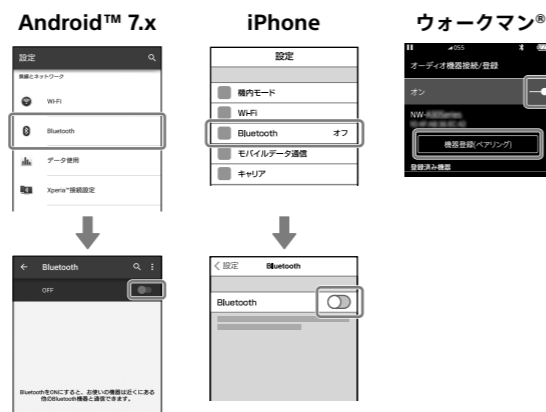 Android™ 7.x
設定
無線とネットワーク
Wi-Fi
Bluetooth
データ使用
Xperia™接続設定
Bluetooth
OFF
BluetoothをONにすると、お使いの機器は近くにある
他のBluetooth機器と通信できます。
iPhone
設定
機内モード
Wi-Fi
Bluetooth オフ
モバイルデータ通信
キャリア
設定 Bluetooth
Bluetooth
ウォークマン®
055
オーディオ機器接続/登録
オン
NW-
機器登録(ペアリング)
登録済み機器